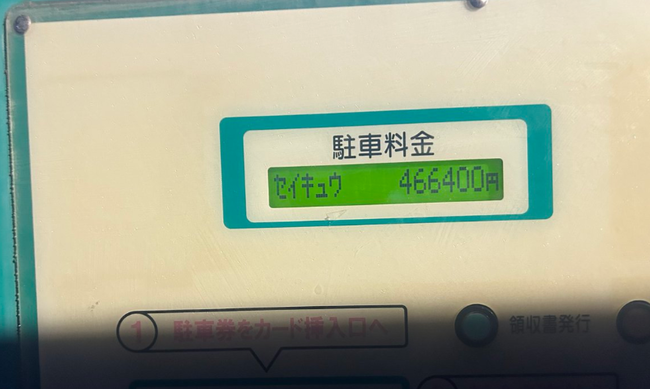 駐車料金
セイキュウ 466400円
1 駐車券をカード挿入口へ
領収書発行